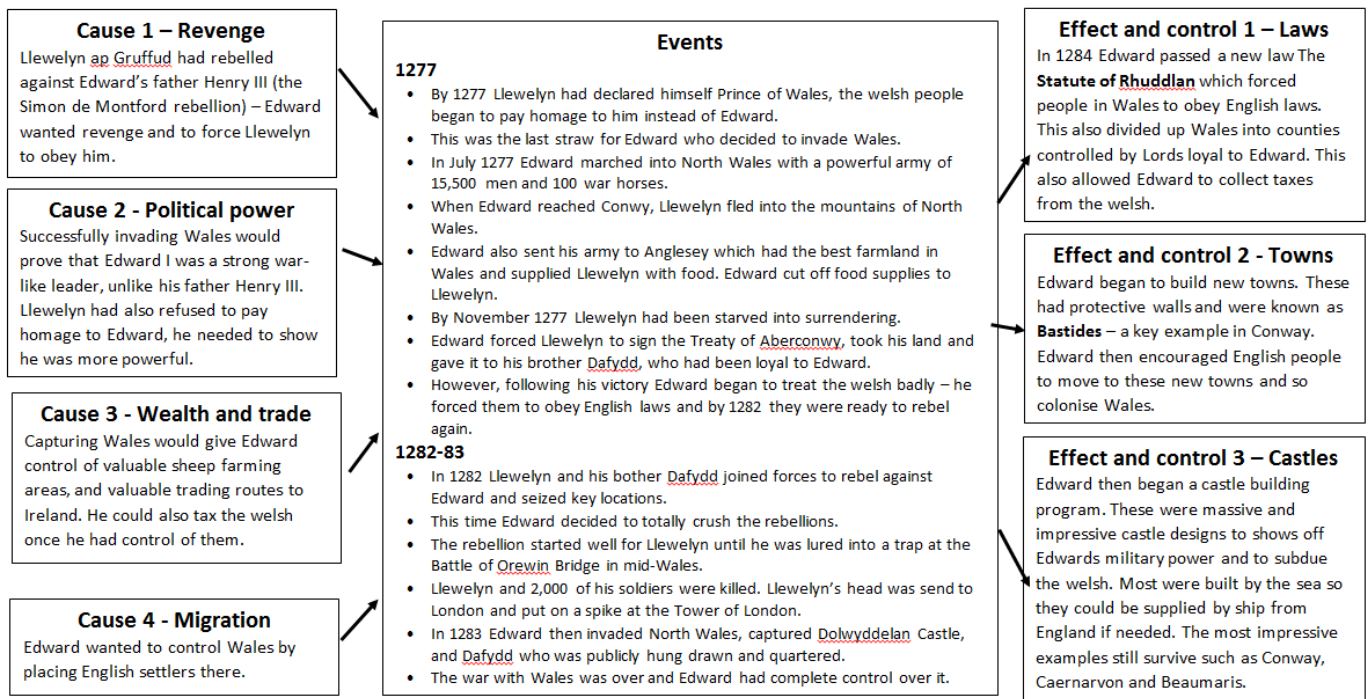 Cause 1 – Revenge
Llewelyn ap Gruffud had rebelled
against Edward's father Henry III (the
Simon de Montford rebellion) – Edward
wanted revenge and to force Llewelyn
to obey him.
Cause 2 - Political power
Successfully invading Wales would
prove that Edward I was a strong war-
like leader, unlike his father Henry III.
Llewelyn had also refused to pay
homage to Edward, he needed to show
he was more powerful.
Cause 3 - Wealth and trade
Capturing Wales would give Edward
control of valuable sheep farming
areas, and valuable trading routes to
Ireland. He could also tax the welsh
once he had control of them.
Cause 4 - Migration
Edward wanted to control Wales by
placing English settlers there.
Events
1277
• By 1277 Llewelyn had declared himself Prince of Wales, the welsh people
began to pay homage to him instead of Edward.
• This was the last straw for Edward who decided to invade Wales.
• In July 1277 Edward marched into North Wales with a powerful army of
15,500 men and 100 war horses.
• When Edward reached Conwy, Llewelyn fled into the mountains of North
Wales.
• Edward also sent his army to Anglesey which had the best farmland in
Wales and supplied Llewelyn with food. Edward cut off food supplies to
Llewelyn.
• By November 1277 Llewelyn had been starved into surrendering.
• Edward forced Llewelyn to sign the Treaty of Aberconwy, took his land and
gave it to his brother Dafydd, who had been loyal to Edward.
• However, following his victory Edward began to treat the welsh badly – he
forced them to obey English laws and by 1282 they were ready to rebel
again.
1282-83
• In 1282 Llewelyn and his bother Dafydd joined forces to rebel against
Edward and seized key locations.
• This time Edward decided to totally crush the rebellions.
• The rebellion started well for Llewelyn until he was lured into a trap at the
Battle of Orewin Bridge in mid-Wales.
• Llewelyn and 2,000 of his soldiers were killed. Llewelyn's head was send to
London and put on a spike at the Tower of London.
• In 1283 Edward then invaded North Wales, captured Dolwyddelan Castle,
and Dafydd who was publicly hung drawn and quartered.
• The war with Wales was over and Edward had complete control over it.
Effect and control 1 – Laws
In 1284 Edward passed a new law The
Statute of Rhuddlan which forced
people in Wales to obey English laws.
This also divided up Wales into counties
controlled by Lords loyal to Edward. This
also allowed Edward to collect taxes
from the welsh.
Effect and control 2 - Towns
Edward began to build new towns. These
had protective walls and were known as
Bastides – a key example in Conway.
Edward then encouraged English people
to move to these new towns and so
colonise Wales.
Effect and control 3 – Castles
Edward then began a castle building
program. These were massive and
impressive castle designs to shows off
Edwards military power and to subdue
the welsh. Most were built by the sea so
they could be supplied by ship from
England if needed. The most impressive
examples still survive such as Conway,
Caernarvon and Beaumaris.